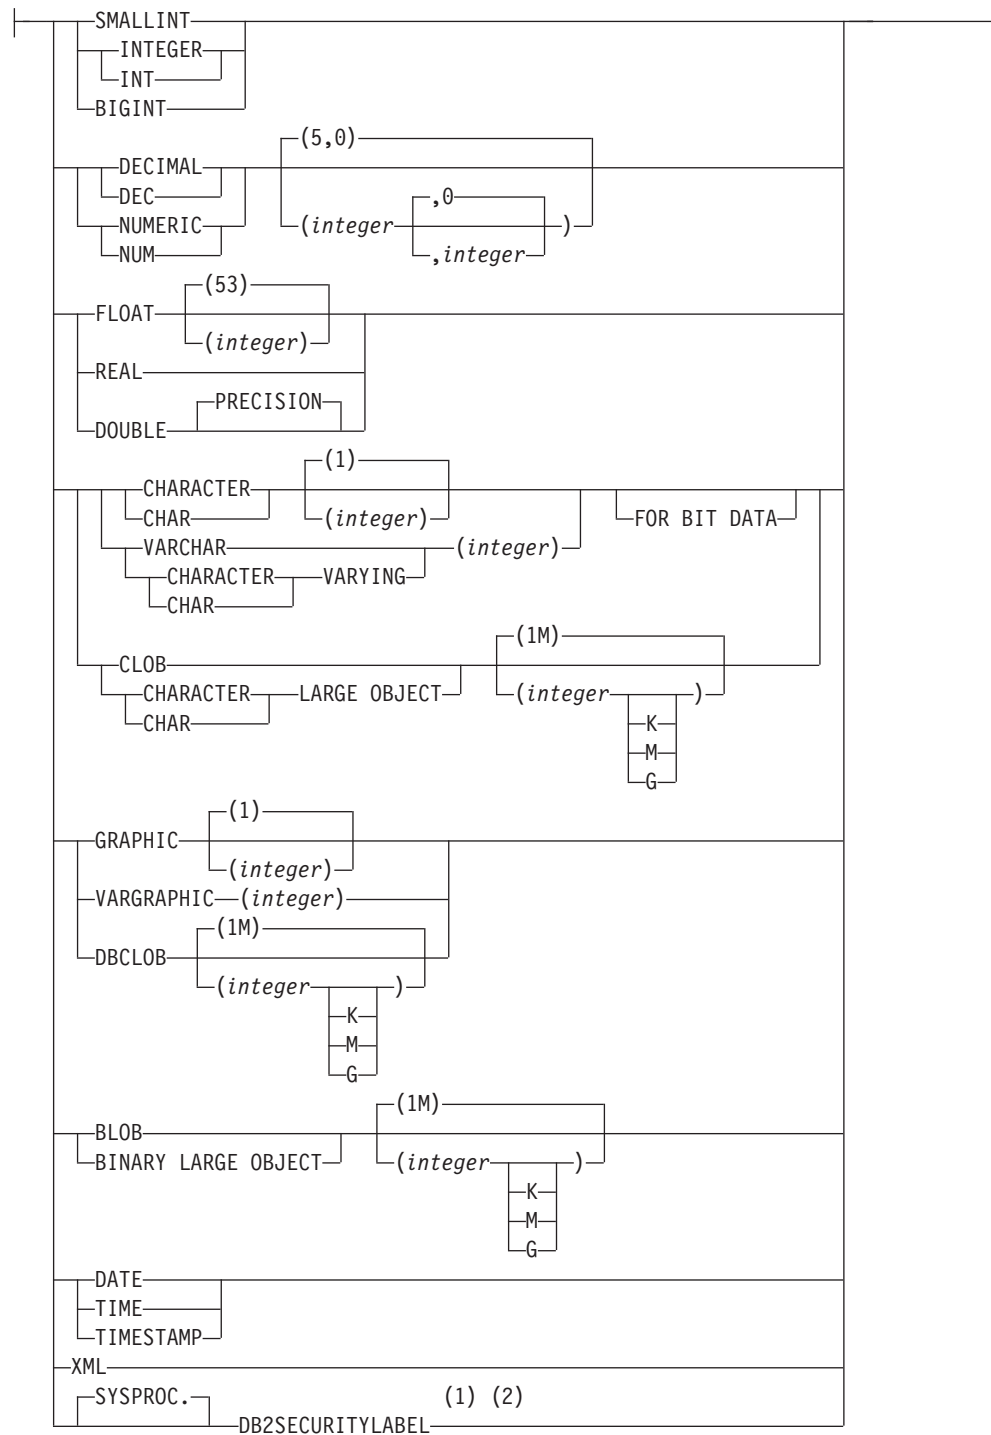 SMALLINT
INTEGER
INT
BIGINT
(5,0)
DECIMAL
DEC
,0
NUMERIC
(integer )
NUM
,integer
(53)
FLOAT
(integer)
REAL
PRECISION
DOUBLE
(1)
CHARACTER
CHAR
(integer)
FOR BIT DATA
VARCHAR
(integer)
CHARACTER
VARYING
CHAR
(1M)
CLOB
CHARACTER
LARGE OBJECT
(integer )
CHAR
K
M
G
(1)
GRAPHIC
(integer)
VARGRAPHIC
(integer)
(1M)
DBCLOB
(integer )
K
M
G
(1M)
BLOB
BINARY LARGE OBJECT
(integer )
K
M
G
DATE
TIME
TIMESTAMP
XML
SYSPROC.
(1) (2)
DB2SECURITYLABEL